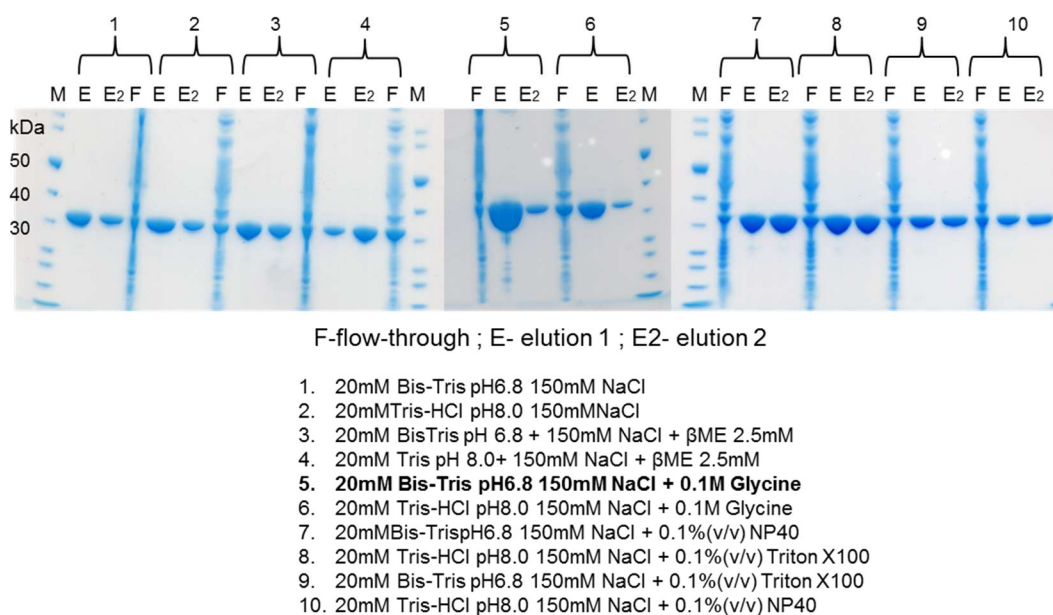 1 2 3 4 5 6 7 8 9 10
M E E2 F E E2 F E E2 F E E2 F M F E E2 F E E2 M M F E E2 F E E2 F E E2 F E E2
kDa
50
40
30
F-flow-through ; E- elution 1 ; E2- elution 2
1. 20mM Bis-Tris pH6.8 150mM NaCl
2. 20mMTris-HCl pH8.0 150mMNaCl
3. 20mM BisTris pH 6.8 + 150mM NaCl + βME 2.5mM
4. 20mM Tris pH 8.0+ 150mM NaCl + βME 2.5mM
5. 20mM Bis-Tris pH6.8 150mM NaCl + 0.1M Glycine
6. 20mM Tris-HCl pH8.0 150mM NaCl + 0.1M Glycine
7. 20mMBis-TrispH6.8 150mM NaCl + 0.1%(v/v) NP40
8. 20mM Tris-HCl pH8.0 150mM NaCl + 0.1%(v/v) Triton X100
9. 20mM Bis-Tris pH6.8 150mM NaCl + 0.1%(v/v) Triton X100
10. 20mM Tris-HCl pH8.0 150mM NaCl + 0.1%(v/v) NP40